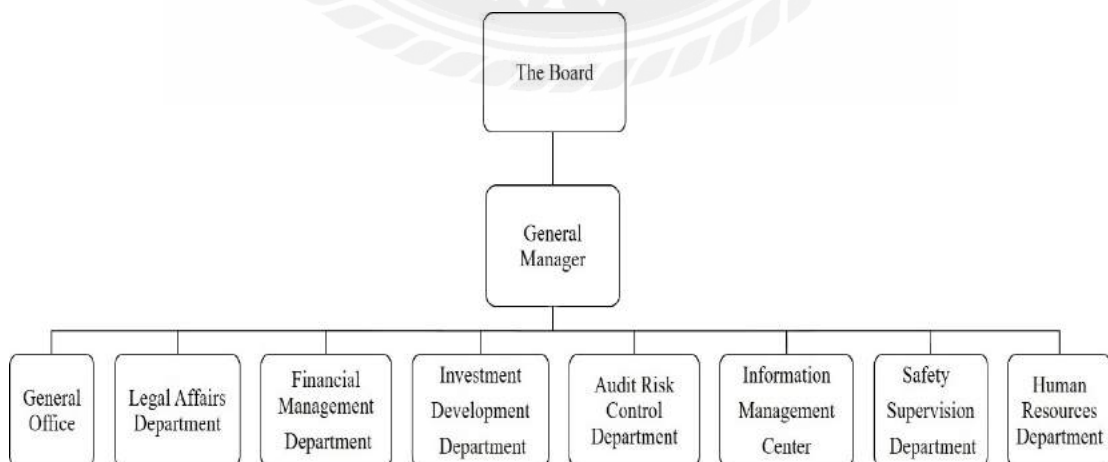 The Board
General
Manager
General
Office
Legal Affairs
Department
Financial
Management
Department
Investment
Development
Department
Audit Risk
Control
Department
Information
Management
Center
Safety
Supervision
Department
Human
Resources
Department